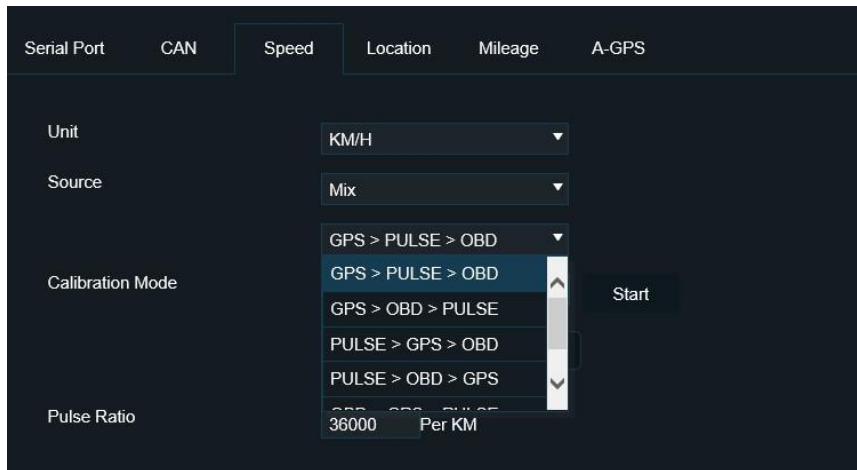 Serial Port CAN Speed Location Mileage A-GPS
Unit KM/H
Source Mix
GPS > PULSE > OBD
GPS > PULSE > OBD
Calibration Mode Start
GPS > OBD > PULSE
PULSE > GPS > OBD
PULSE > OBD > GPS
Pulse Ratio 36000 Per KM